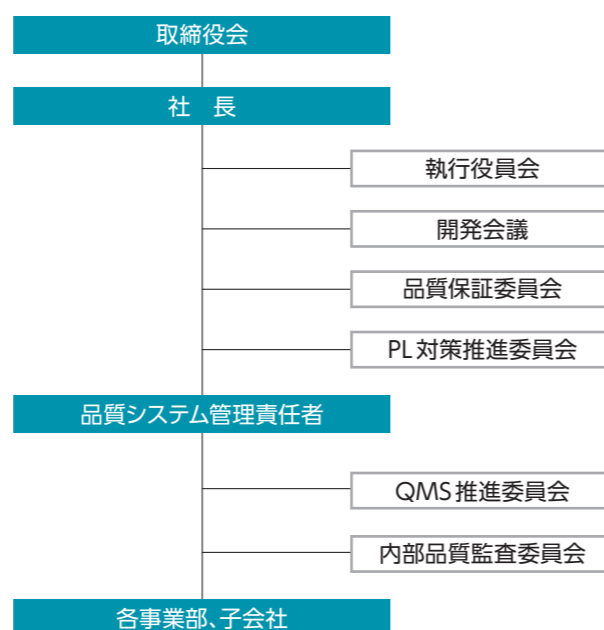 取締役会
社　長
執行役員会
開発会議
品質保証委員会
PL対策推進委員会
品質システム管理責任者
QMS推進委員会
内部品質監査委員会
各事業部、子会社